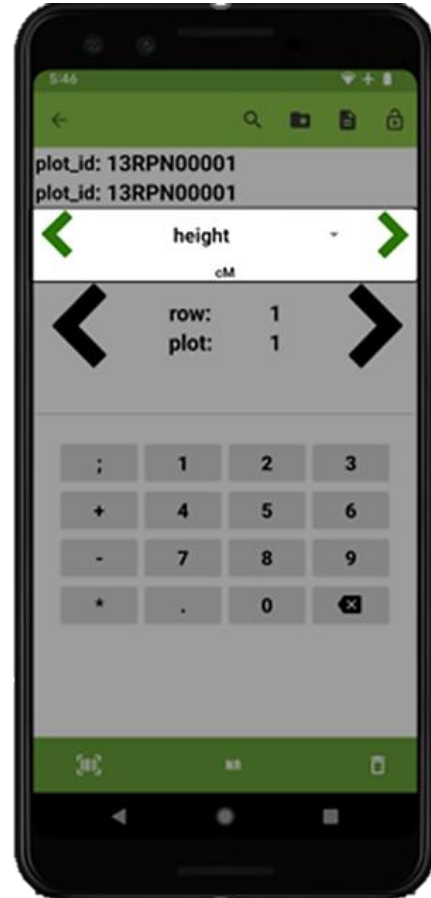 5:46
plot_id: 13RPN00001
plot_id: 13RPN00001
height
cM
row: 1
plot: 1
; 1 2 3
+ 4 5 6
- 7 8 9
* . 0
NA